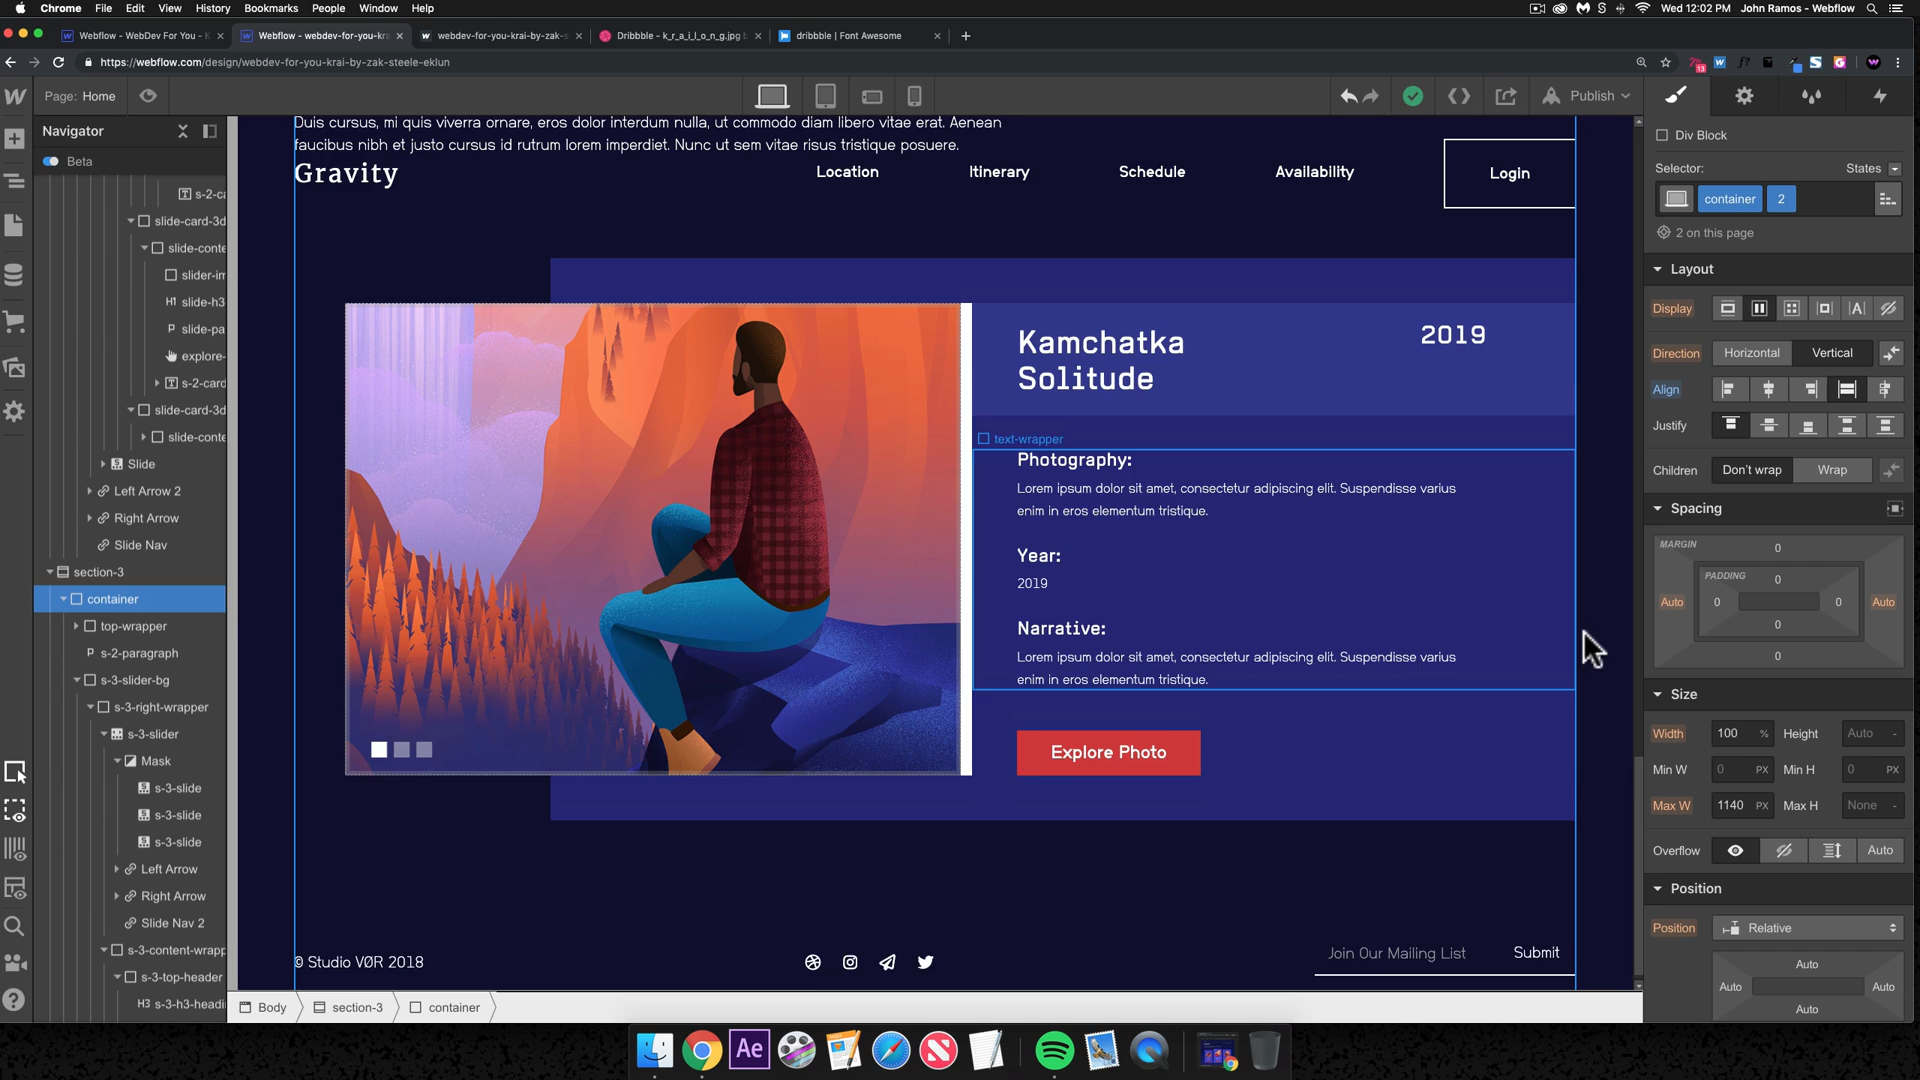 Chrome File Edit View History Bookmarks People Window Help
Wed 12:02 PM John Ramos - Webflow
Webflow - WebDev For You - K
Webflow - webdev-for-you-kra
webdev-for-you-krai-by-zak-s
Dribbble - k_r_a_i_l_o_n_g.jpg b
dribbble | Font Awesome
https://webflow.com/design/webdev-for-you-krai-by-zak-steele-eklun
13
Page: Home
Publish
Navigator
Beta
s-2-ca
slide-card-3d
slide-conte
slider-im
H1 slide-h3
P slide-pa
explore-
s-2-card
slide-card-3d
slide-conte
Slide
Left Arrow 2
Right Arrow
Slide Nav
section-3
container
top-wrapper
P s-2-paragraph
s-3-slider-bg
s-3-right-wrapper
s-3-slider
Mask
s-3-slide
s-3-slide
s-3-slide
Left Arrow
Right Arrow
Slide Nav 2
s-3-content-wrapp
s-3-top-header
H3 s-3-h3-headi
Duis cursus, mi quis viverra ornare, eros dolor interdum nulla, ut commodo diam libero vitae erat. Aenean
faucibus nibh et justo cursus id rutrum lorem imperdiet. Nunc ut sem vitae risus tristique posuere.
Gravity
Location
Itinerary
Schedule
Availability
Login
Kamchatka
Solitude
2019
text-wrapper
Photography:
Lorem ipsum dolor sit amet, consectetur adipiscing elit. Suspendisse varius
enim in eros elementum tristique.
Year:
2019
Narrative:
Lorem ipsum dolor sit amet, consectetur adipiscing elit. Suspendisse varius
enim in eros elementum tristique.
Explore Photo
© Studio VØR 2018
Join Our Mailing List
Submit
Body section-3 container
Div Block
Selector: States
container 2
2 on this page
Layout
Display
Direction Horizontal Vertical
Align
Justify
Children Don't wrap Wrap
Spacing
MARGIN 0
PADDING 0
Auto 0 0 Auto
0
0
Size
Width 100 % Height Auto -
Min W 0 PX Min H 0 PX
Max W 1140 PX Max H None -
Overflow Auto
Position
Position Relative
Auto
Auto Auto
Auto
Ae